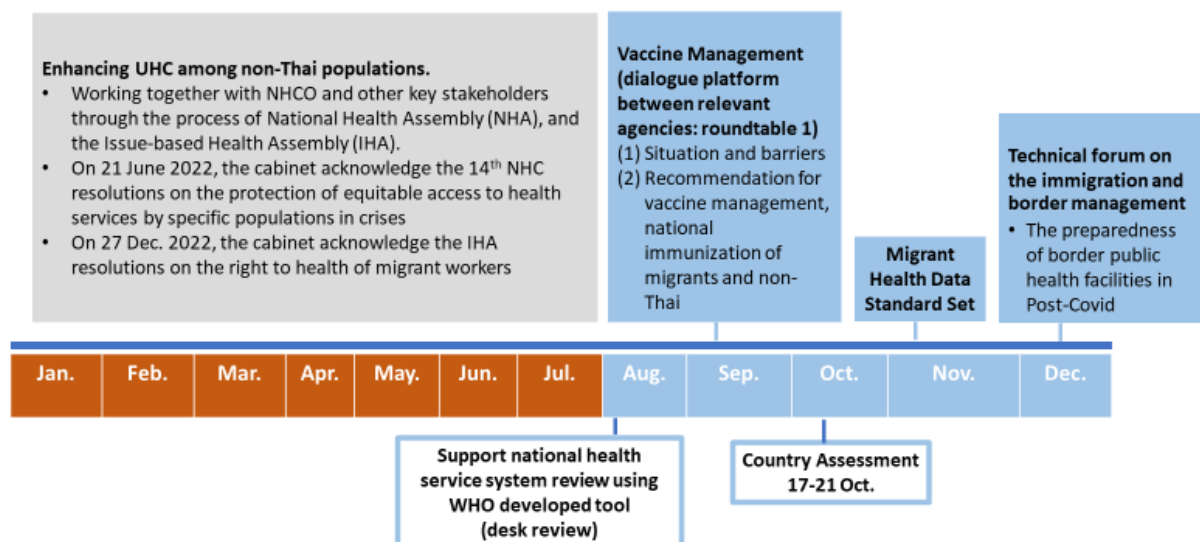 Enhancing UHC among non-Thai populations.
• Working together with NHCO and other key stakeholders
through the process of National Health Assembly (NHA), and
the Issue-based Health Assembly (IHA).
• On 21 June 2022, the cabinet acknowledge the 14th NHC
resolutions on the protection of equitable access to health
services by specific populations in crises
• On 27 Dec. 2022, the cabinet acknowledge the IHA
resolutions on the right to health of migrant workers
Vaccine Management
(dialogue platform
between relevant
agencies: roundtable 1)
(1) Situation and barriers
(2) Recommendation for
vaccine management,
national
immunization of
migrants and non-
Thai
Migrant
Health Data
Standard Set
Technical forum on
the immigration and
border management
• The preparedness
of border public
health facilities in
Post-Covid
Jan. Feb. Mar. Apr. May. Jun. Jul. Aug. Sep. Oct. Nov. Dec.
Support national health
service system review using
WHO developed tool
(desk review)
Country Assessment
17-21 Oct.